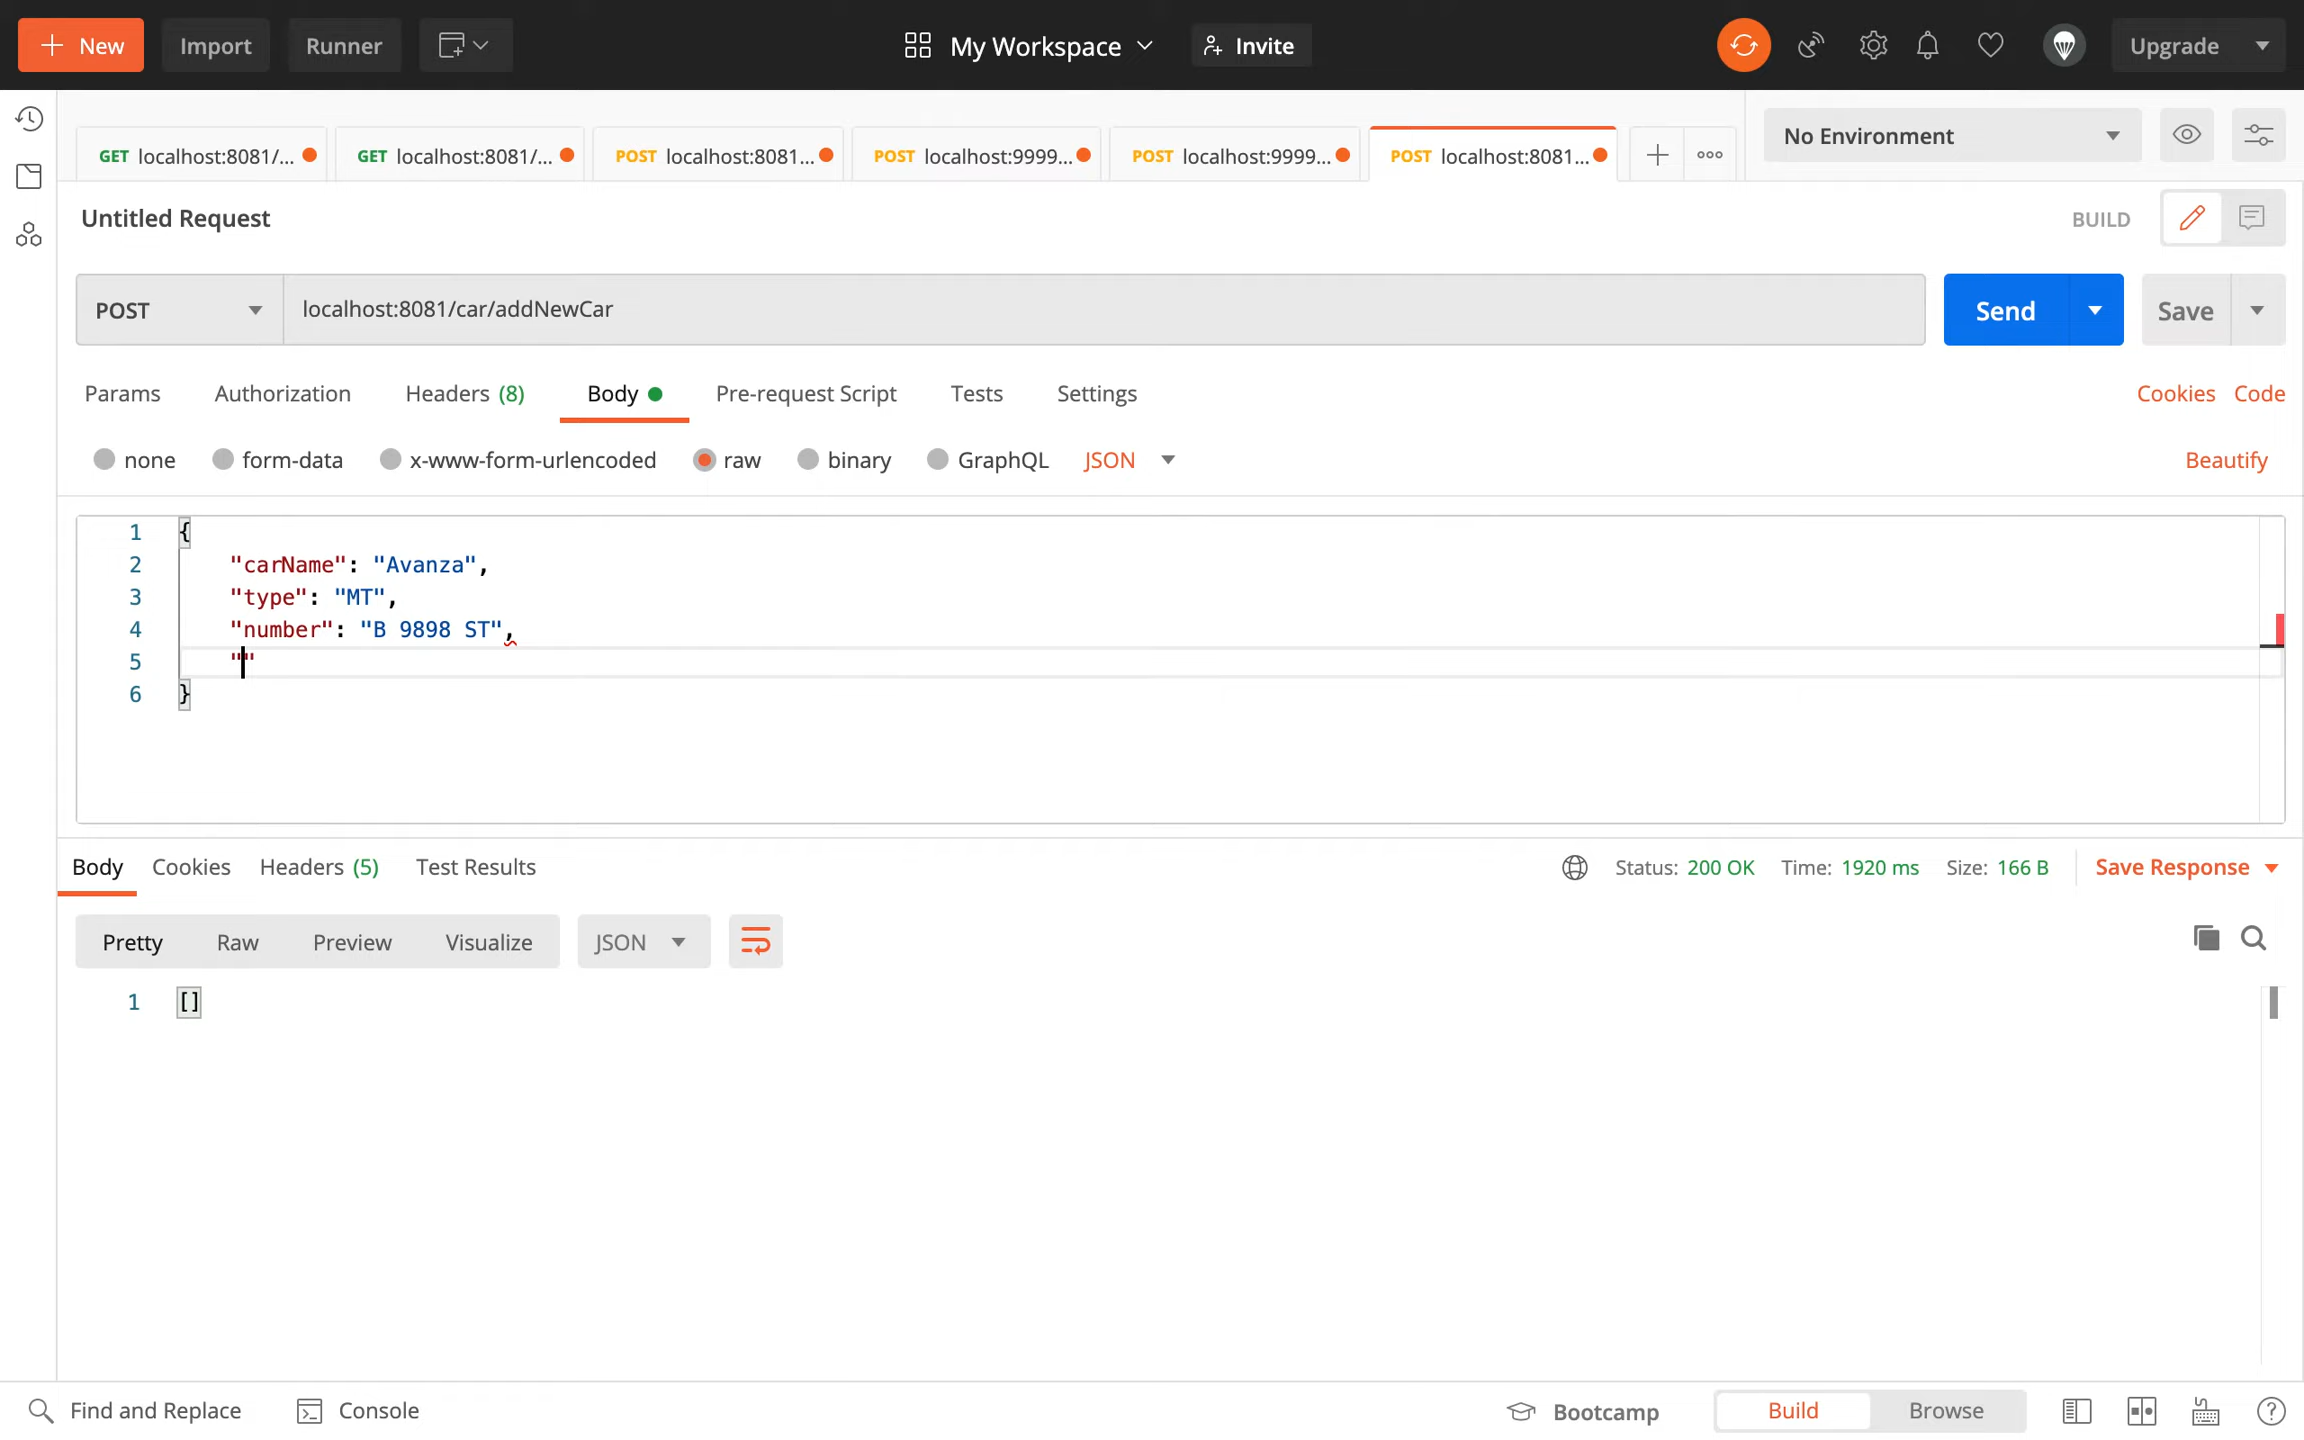 New Import Runner My Workspace Invite Upgrade
GET localhost:8081/... GET localhost:8081/... POST localhost:8081... POST localhost:9999... POST localhost:9999... POST localhost:8081... No Environment
Untitled Request BUILD
POST localhost:8081/car/addNewCar Send Save
Params Authorization Headers (8) Body Pre-request Script Tests Settings Cookies Code
none form-data x-www-form-urlencoded raw binary GraphQL JSON Beautify
1 {
2 "carName": "Avanza",
3 "type": "MT",
4 "number": "B 9898 ST",
5 ""
6 }
Body Cookies Headers (5) Test Results Status: 200 OK Time: 1920 ms Size: 166 B Save Response
Pretty Raw Preview Visualize JSON
1 []
Find and Replace Console Bootcamp Build Browse